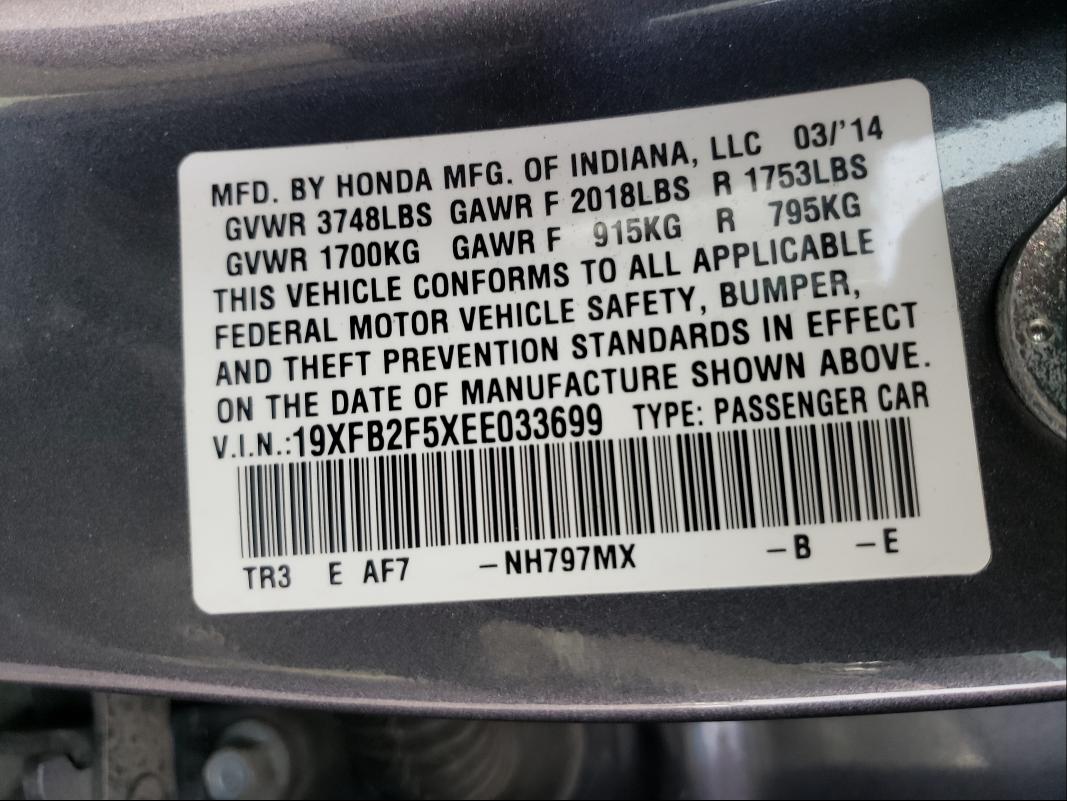 MFD. BY HONDA MFG. OF INDIANA, LLC 03/'14
GVWR 3748LBS GAWR F 2018LBS R 1753LBS
GVWR 1700KG GAWR F 915KG R 795KG
THIS VEHICLE CONFORMS TO ALL APPLICABLE
FEDERAL MOTOR VEHICLE SAFETY, BUMPER,
AND THEFT PREVENTION STANDARDS IN EFFECT
ON THE DATE OF MANUFACTURE SHOWN ABOVE.
V.I.N.:19XFB2F5XEE033699 TYPE: PASSENGER CAR
TR3 E AF7 -NH797MX -B -E